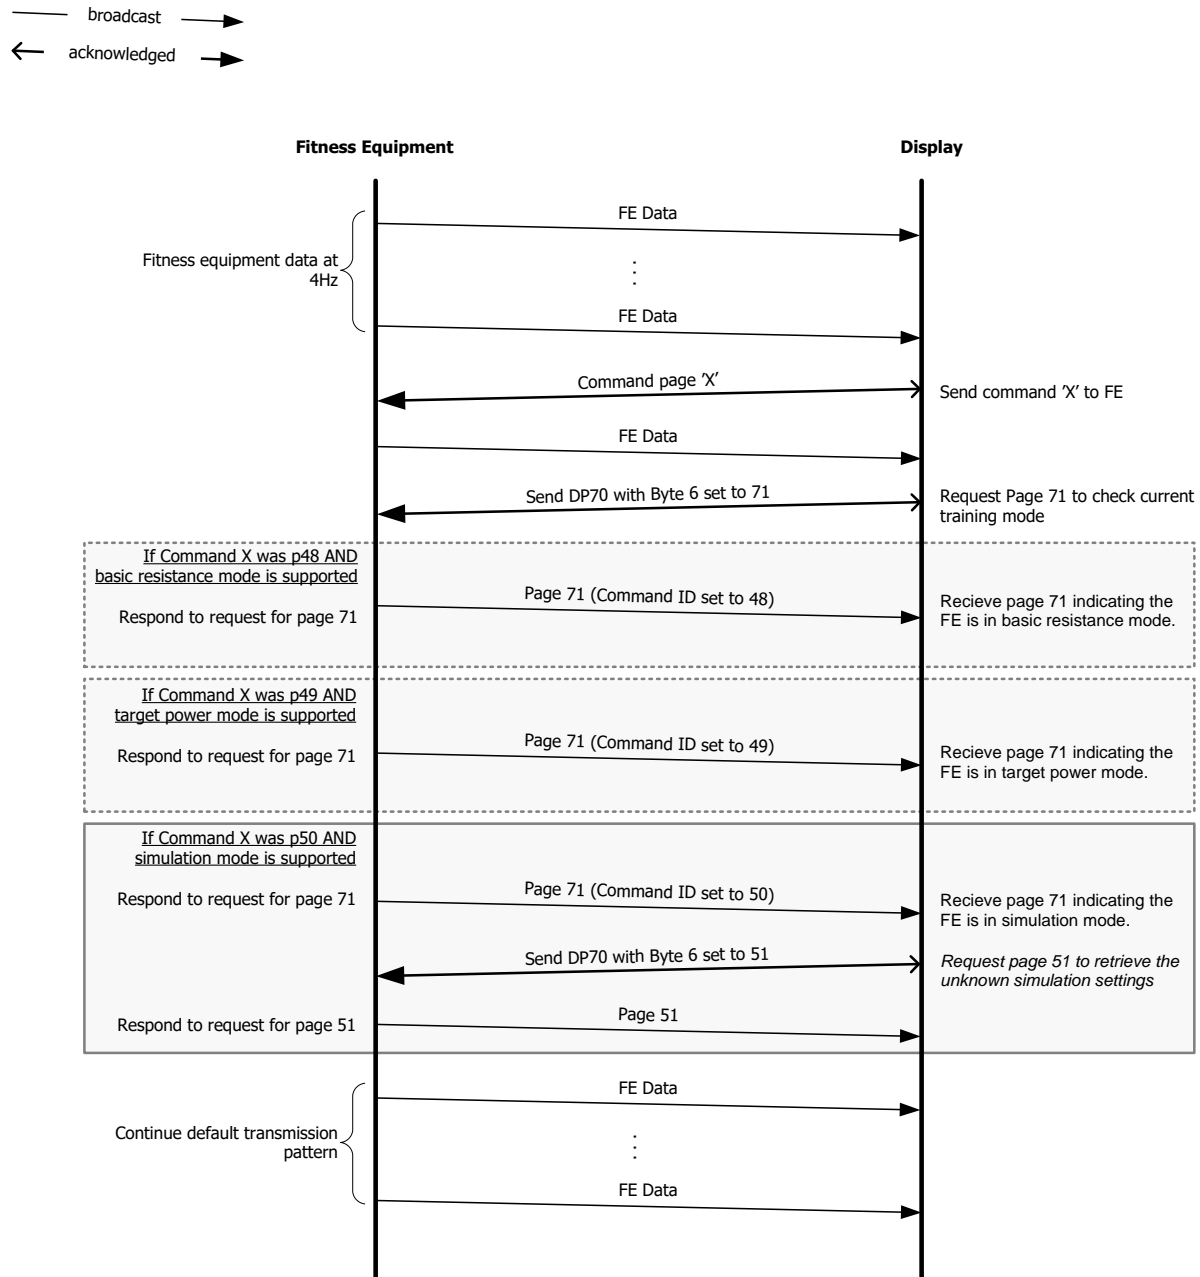 broadcast
acknowledged
Fitness Equipment
Display
FE Data
Fitness equipment data at
4Hz
FE Data
Command page ’X’
Send command ’X’ to FE
FE Data
Send DP70 with Byte 6 set to 71
Request Page 71 to check current
training mode
If Command X was p48 AND
basic resistance mode is supported
Respond to request for page 71
Page 71 (Command ID set to 48)
Recieve page 71 indicating the
FE is in basic resistance mode.
If Command X was p49 AND
target power mode is supported
Respond to request for page 71
Page 71 (Command ID set to 49)
Recieve page 71 indicating the
FE is in target power mode.
If Command X was p50 AND
simulation mode is supported
Respond to request for page 71
Page 71 (Command ID set to 50)
Recieve page 71 indicating the
FE is in simulation mode.
Send DP70 with Byte 6 set to 51
Request page 51 to retrieve the
unknown simulation settings
Respond to request for page 51
Page 51
FE Data
Continue default transmission
pattern
FE Data